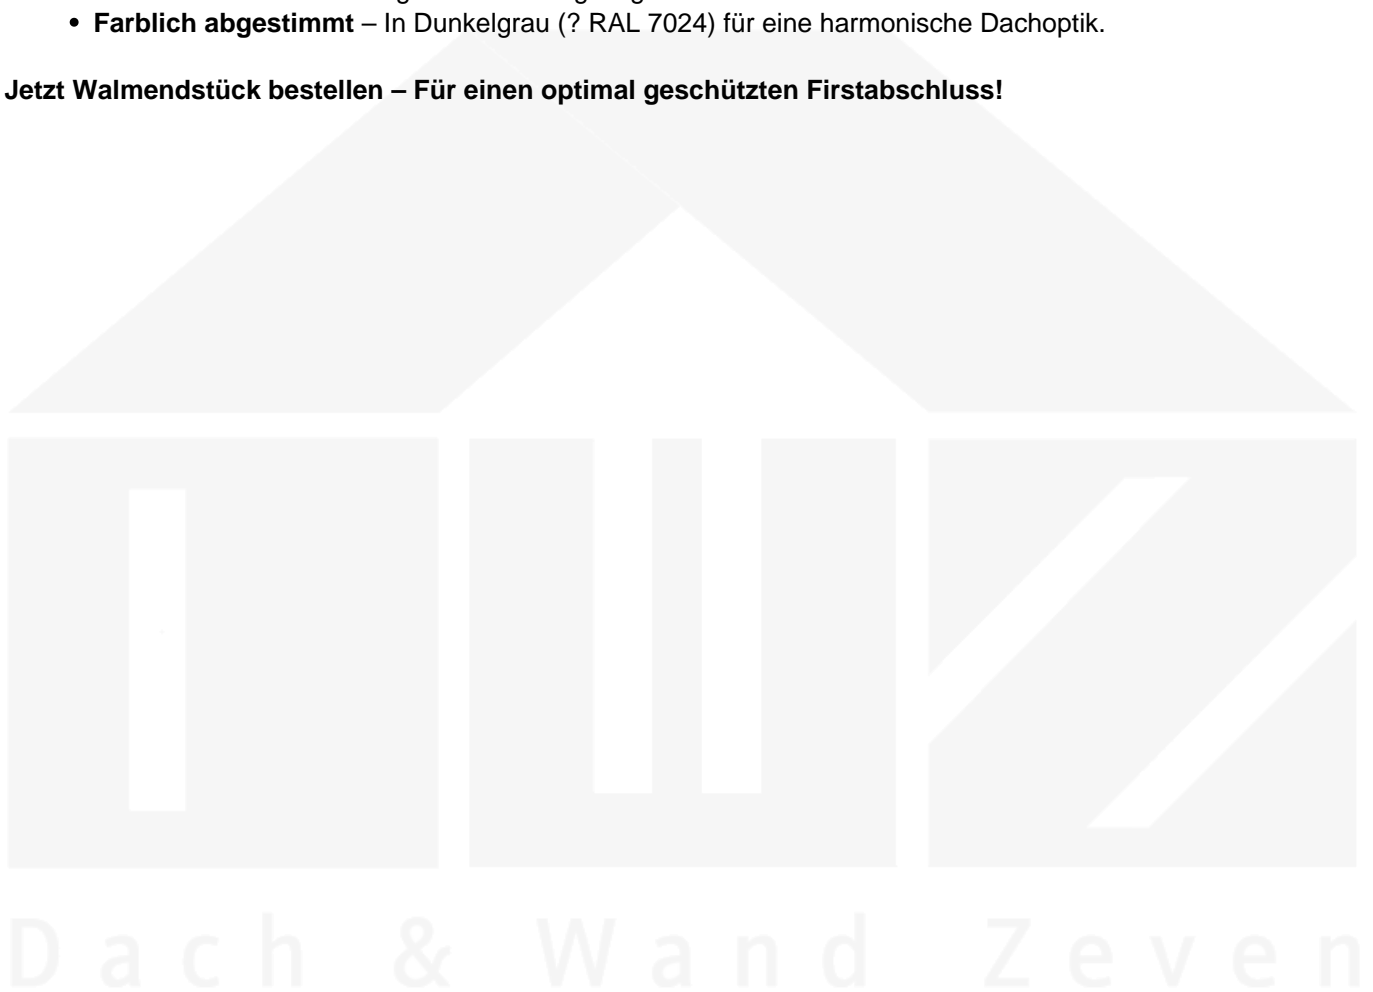 • Farblich abgestimmt – In Dunkelgrau (? RAL 7024) für eine harmonische Dachoptik.
Jetzt Walmendstück bestellen – Für einen optimal geschützten Firstabschluss!
Dach & Wand Zeven